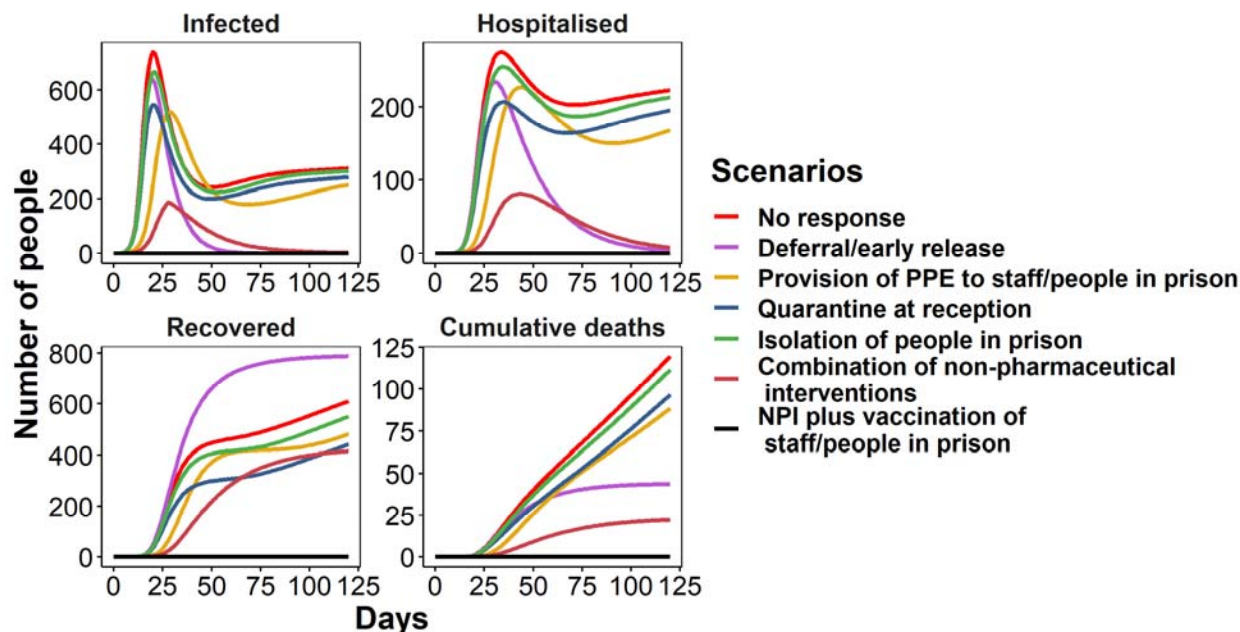 Infected
Hospitalised
Number of people
600
400
200
0
0 25 50 75 100 125
200
100
0
0 25 50 75 100 125
Recovered
Cumulative deaths
800
600
400
200
0
0 25 50 75 100 125
125
100
75
50
25
0
0 25 50 75 100 125
Days
Scenarios
No response
Deferral/early release
Provision of PPE to staff/people in prison
Quarantine at reception
Isolation of people in prison
Combination of non-pharmaceutical
interventions
NPI plus vaccination of
staff/people in prison